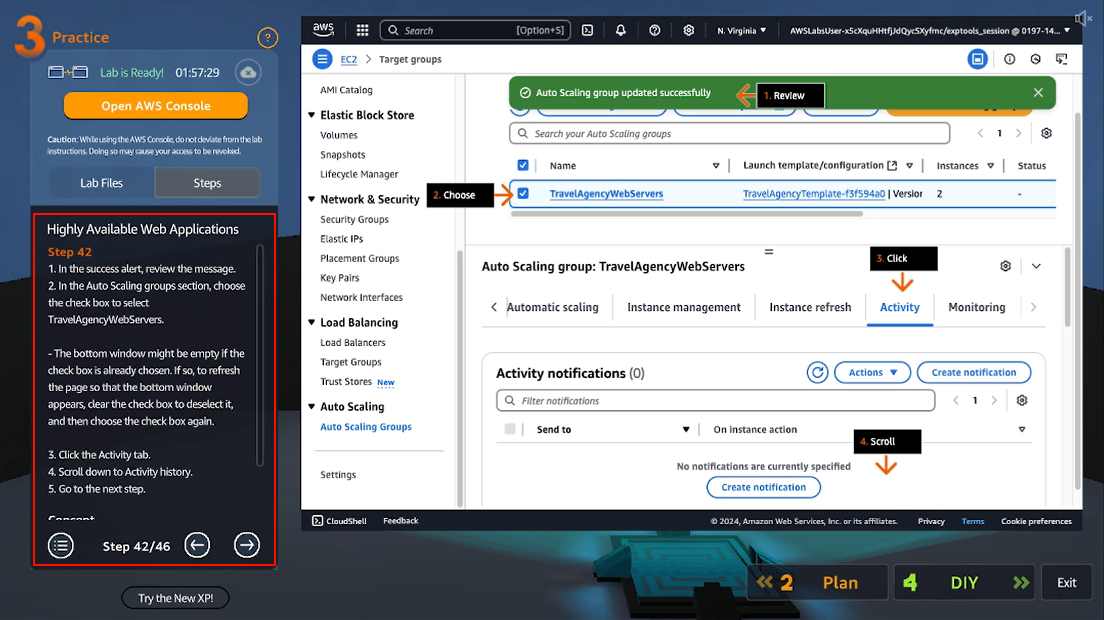 3 Practice
?
Lab is Ready! 01:57:29
Open AWS Console
Caution: While using the AWS Console, do not deviate from the lab
instructions. Doing so may cause your access to be revoked.
Lab Files
Steps
Highly Available Web Applications
Step 42
1. In the success alert, review the message.
2. In the Auto Scaling groups section, choose
the check box to select
TravelAgencyWebServers.
- The bottom window might be empty if the
check box is already chosen. If so, to refresh
the page so that the bottom window
appears, clear the check box to deselect it,
and then choose the check box again.
3. Click the Activity tab.
4. Scroll down to Activity history.
5. Go to the next step.
Concept
Step 42/46
Try the New XP!
aws
Search
[Option+S]
N. Virginia
AWSLabsUser-x5cXquHHtfjJdQycSXyfmc/exptools_session @ 0197-14...
EC2 > Target groups
AMI Catalog
Elastic Block Store
Volumes
Snapshots
Lifecycle Manager
Network & Security
Security Groups
Elastic IPs
Placement Groups
Key Pairs
Network Interfaces
Load Balancing
Load Balancers
Target Groups
Trust Stores New
Auto Scaling
Auto Scaling Groups
Settings
Auto Scaling group updated successfully
1. Review
Search your Auto Scaling groups
1
Name
Launch template/configuration
Instances
Status
2. Choose
TravelAgencyWebServers
TravelAgencyTemplate-f3f594a0 | Version
2
-
3. Click
Auto Scaling group: TravelAgencyWebServers
Automatic scaling
Instance management
Instance refresh
Activity
Monitoring
Activity notifications (0)
Actions
Create notification
Filter notifications
1
Send to
On instance action
4. Scroll
No notifications are currently specified
Create notification
CloudShell
Feedback
© 2024, Amazon Web Services, Inc. or its affiliates.
Privacy
Terms
Cookie preferences
2 Plan
4 DIY
Exit